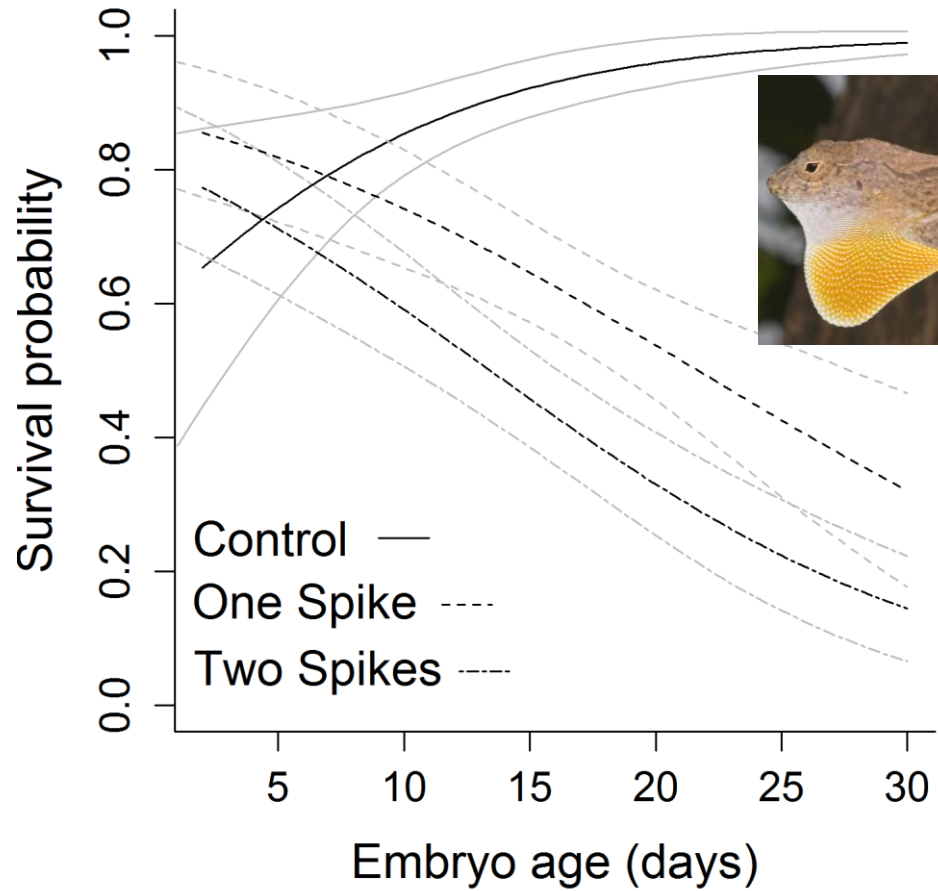 Survival probability
1.0
0.8
0.6
0.4
0.2
0.0
Control
One Spike
Two Spikes
5 10 15 20 25 30
Embryo age (days)